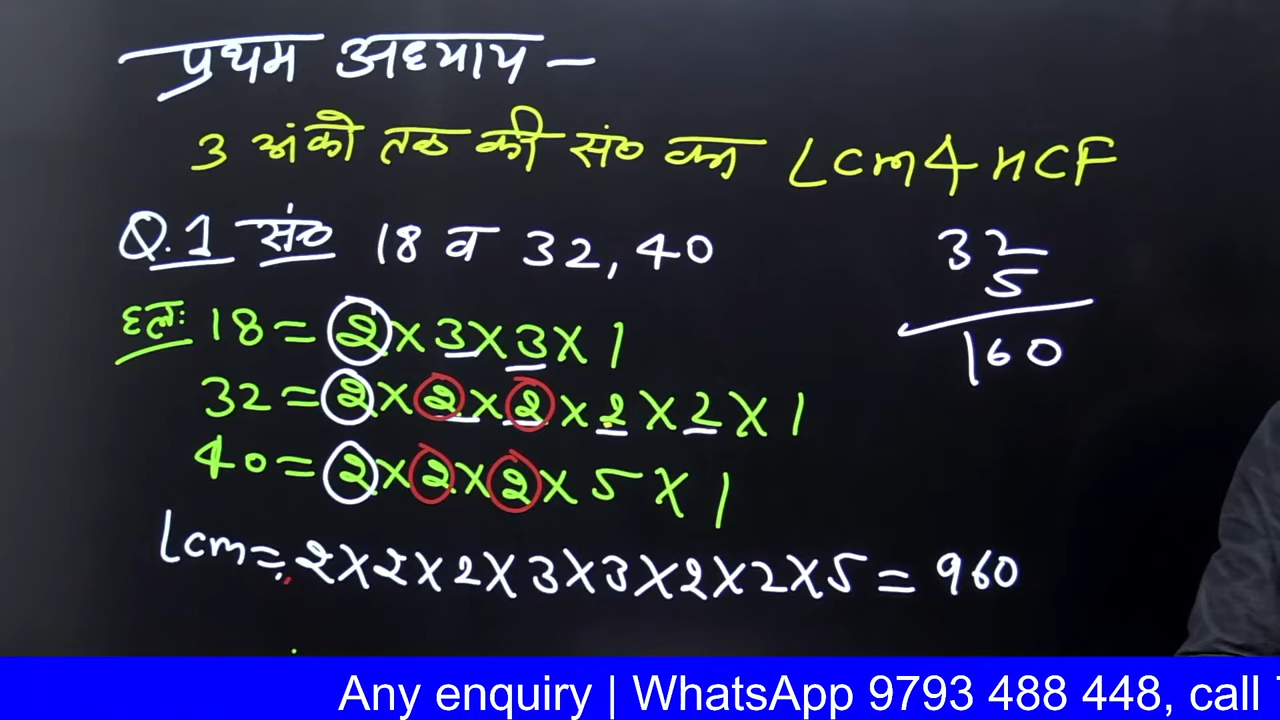 प्रथम अध्याय –
3 अंको तक की सं० का Lcm व HCF
Q.1 सं० 18 व 32, 40
हलः 18 = 2 × 3 × 3 × 1
32 = 2 × 2 × 2 × 2 × 2 × 1
40 = 2 × 2 × 2 × 5 × 1
Lcm = 2 × 2 × 2 × 3 × 3 × 2 × 2 × 5 = 960
32
5
160
Any enquiry | WhatsApp 9793 488 448, call